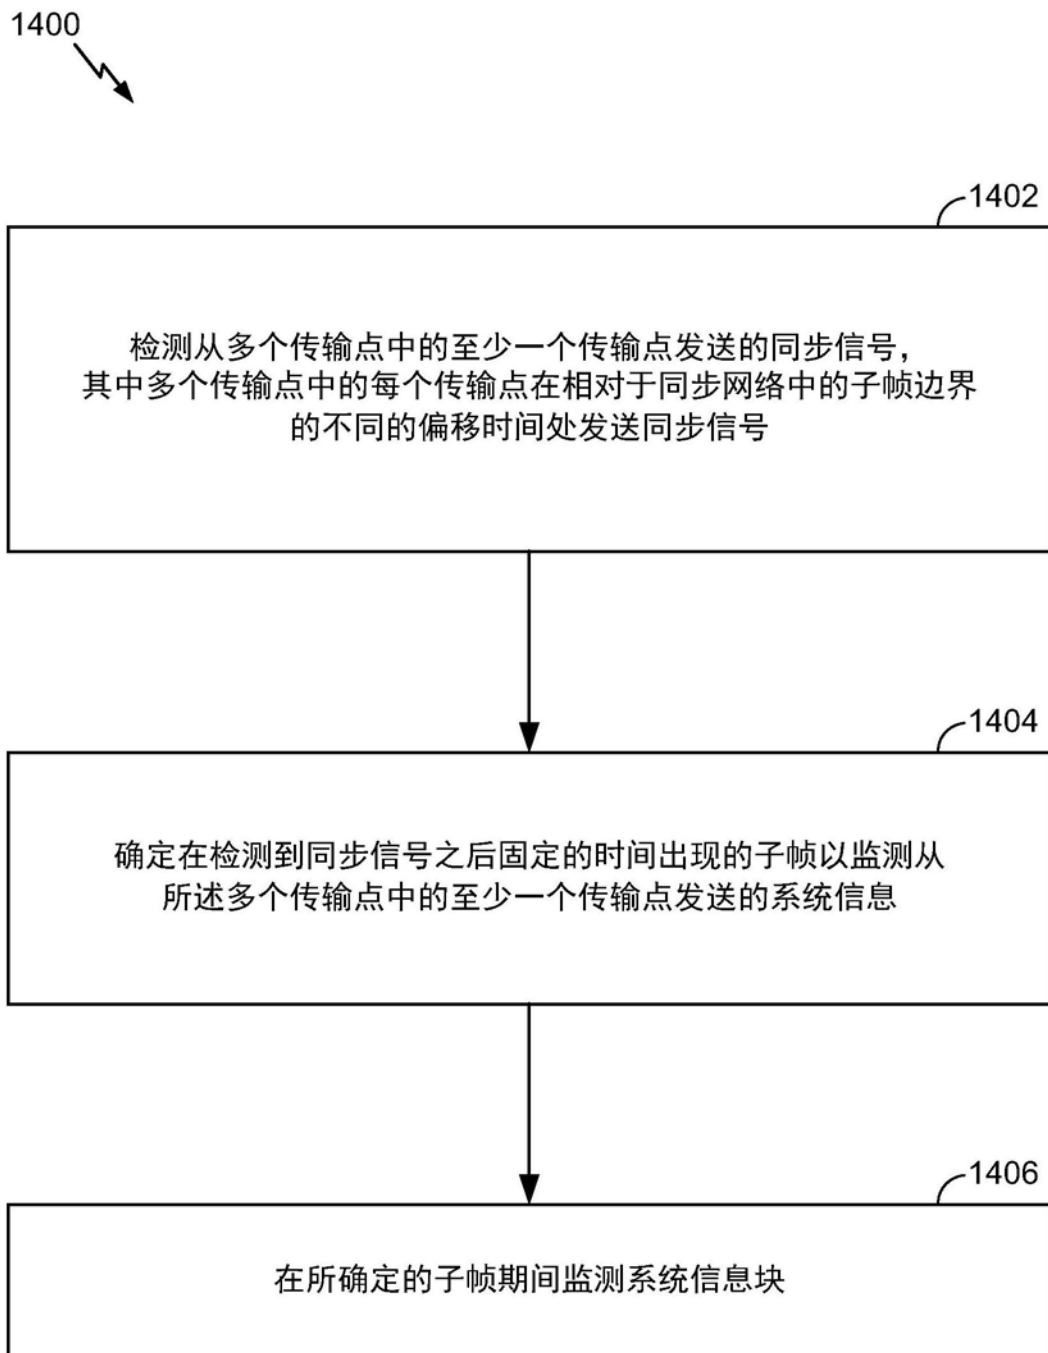 1400
1402
检测从多个传输点中的至少一个传输点发送的同步信号，
其中多个传输点中的每个传输点在相对于同步网络中的子帧边界
的不同的偏移时间处发送同步信号
1404
确定在检测到同步信号之后固定的时间出现的子帧以监测从
所述多个传输点中的至少一个传输点发送的系统信息
1406
在所确定的子帧期间监测系统信息块